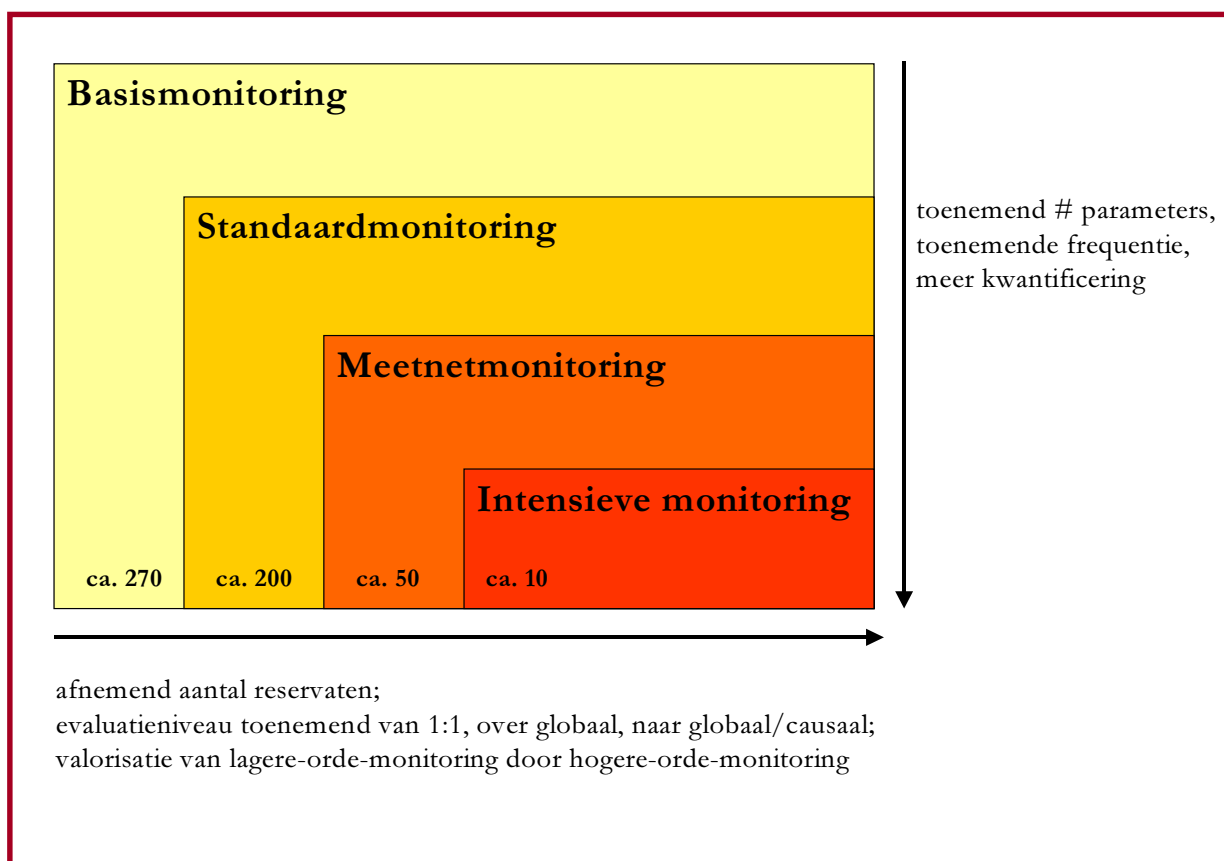 Basismonitoring
Standaardmonitoring
Meetnetmonitoring
Intensieve monitoring
ca. 270
ca. 200
ca. 50
ca. 10
toenemend # parameters,
toenemende frequentie,
meer kwantificering
afnemend aantal reservaten;
evaluatieniveau toenemend van 1:1, over globaal, naar globaal/causaal;
valorisatie van lagere-orde-monitoring door hogere-orde-monitoring